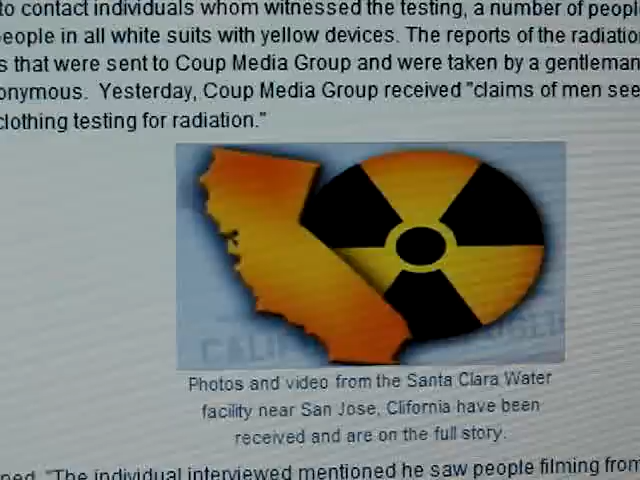 to contact individuals whom witnessed the testing, a number of peopl
eople in all white suits with yellow devices. The reports of the radiatio
s that were sent to Coup Media Group and were taken by a gentleman
onymous. Yesterday, Coup Media Group received "claims of men see
clothing testing for radiation."
CALIF
Photos and video from the Santa Clara Water
facility near San Jose, Clifornia have been
received and are on the full story.
ned, "The individual interviewed mentioned he saw people filming from